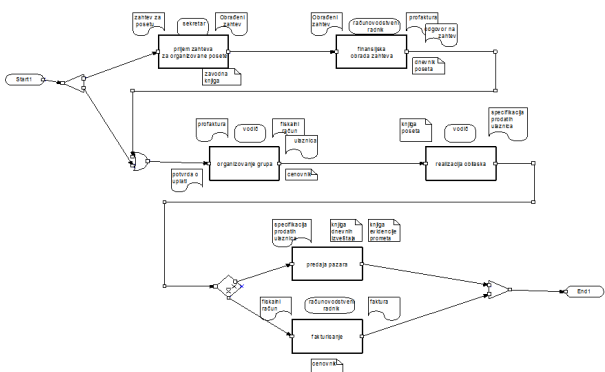 zahtev za
posetu
sekretar
Obrađeni
zahtev
Obrađeni
zahtev
računovodstveni
radnik
profaktura
odgovor na
zahtev
prijem zahteva
za organizovane posete
finansijska
obrada zahteva
zavodna
knjiga
dnevnik
poseta
Start1
profaktura
vodič
fiskalni
račun
ulaznica
knjiga
poseta
vodič
specifikacija
prodatih
ulaznica
organizovanje grupa
realizacija obilaska
potvrda o
uplati
cenovnik
specifikacija
prodatih
ulaznica
knjiga
dnevnih
izveštaja
knjiga
evidencije
prometa
predaja pazara
End1
fiskalni
račun
računovodstveni
radnik
faktura
fakturisanje
cenovnik